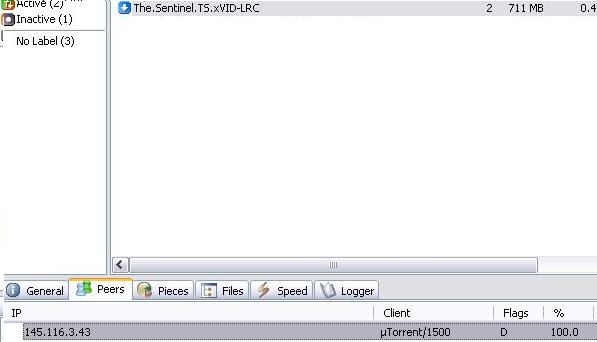 Active (2)
Inactive (1)
No Label (3)
The.Sentinel.TS.xVID-LRC 2 711 MB 0.4
General Peers Pieces Files Speed Logger
IP Client Flags %
145.116.3.43 µTorrent/1500 D 100.0